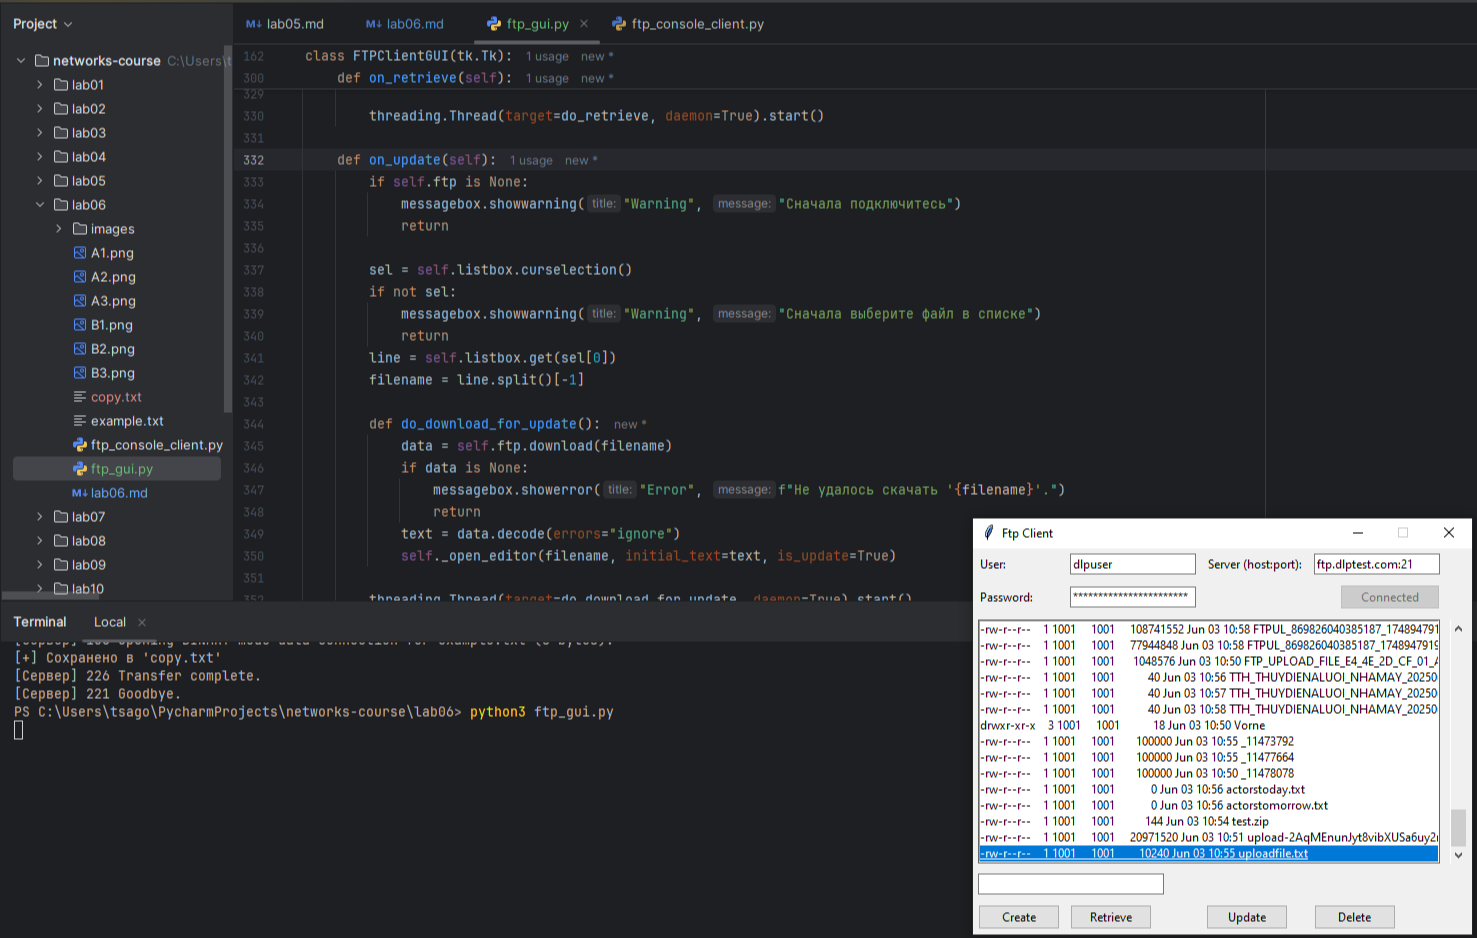 Project
lab05.md
lab06.md
ftp_gui.py
ftp_console_client.py
networks-course C:\Users\t
lab01
lab02
lab03
lab04
lab05
lab06
images
A1.png
A2.png
A3.png
B1.png
B2.png
B3.png
copy.txt
example.txt
ftp_console_client.py
ftp_gui.py
lab06.md
lab07
lab08
lab09
lab10
162 class FTPClientGUI(tk.Tk): 1 usage new *
300 def on_retrieve(self): 1 usage new *
329
330 threading.Thread(target=do_retrieve, daemon=True).start()
331
332 def on_update(self): 1 usage new *
333 if self.ftp is None:
334 messagebox.showwarning( title: "Warning", message: "Сначала подключитесь")
335 return
336
337 sel = self.listbox.curselection()
338 if not sel:
339 messagebox.showwarning( title: "Warning", message: "Сначала выберите файл в списке")
340 return
341 line = self.listbox.get(sel[0])
342 filename = line.split()[-1]
343
344 def do_download_for_update(): new *
345 data = self.ftp.download(filename)
346 if data is None:
347 messagebox.showerror( title: "Error", message: f"Не удалось скачать '{filename}'.")
348 return
349 text = data.decode(errors="ignore")
350 self._open_editor(filename, initial_text=text, is_update=True)
351
352 threading.Thread(target=do_download_for_update, daemon=True).start()
Terminal
Local
[Сервер] 150 Opening BINARY mode data connection for example.txt
[+] Сохранено в 'copy.txt'
[Сервер] 226 Transfer complete.
[Сервер] 221 Goodbye.
PS C:\Users\tsago\PycharmProjects\networks-course\lab06> python3 ftp_gui.py
Ftp Client
User: dlpuser Server (host:port): ftp.dlptest.com:21
Password: *********************** Connected
-rw-r--r-- 1 1001 1001 108741552 Jun 03 10:58 FTPUL_869826040385187_174894791
-rw-r--r-- 1 1001 1001 77944848 Jun 03 10:58 FTPUL_869826040385187_1748947919
-rw-r--r-- 1 1001 1001 1048576 Jun 03 10:50 FTP_UPLOAD_FILE_E4_4E_2D_CF_01_A
-rw-r--r-- 1 1001 1001 40 Jun 03 10:56 TTH_THUYDIENALUOI_NHAMAY_20250
-rw-r--r-- 1 1001 1001 40 Jun 03 10:57 TTH_THUYDIENALUOI_NHAMAY_20250
-rw-r--r-- 1 1001 1001 40 Jun 03 10:58 TTH_THUYDIENALUOI_NHAMAY_20250
drwxr-xr-x 3 1001 1001 18 Jun 03 10:50 Vorne
-rw-r--r-- 1 1001 1001 100000 Jun 03 10:55 _11473792
-rw-r--r-- 1 1001 1001 100000 Jun 03 10:55 _11477664
-rw-r--r-- 1 1001 1001 100000 Jun 03 10:50 _11478078
-rw-r--r-- 1 1001 1001 0 Jun 03 10:56 actorstoday.txt
-rw-r--r-- 1 1001 1001 0 Jun 03 10:56 actorstomorrow.txt
-rw-r--r-- 1 1001 1001 144 Jun 03 10:54 test.zip
-rw-r--r-- 1 1001 1001 20971520 Jun 03 10:51 upload-2AqMEnunJyt8vibXUSa6uy2
-rw-r--r-- 1 1001 1001 10240 Jun 03 10:55 uploadfile.txt
Create Retrieve Update Delete